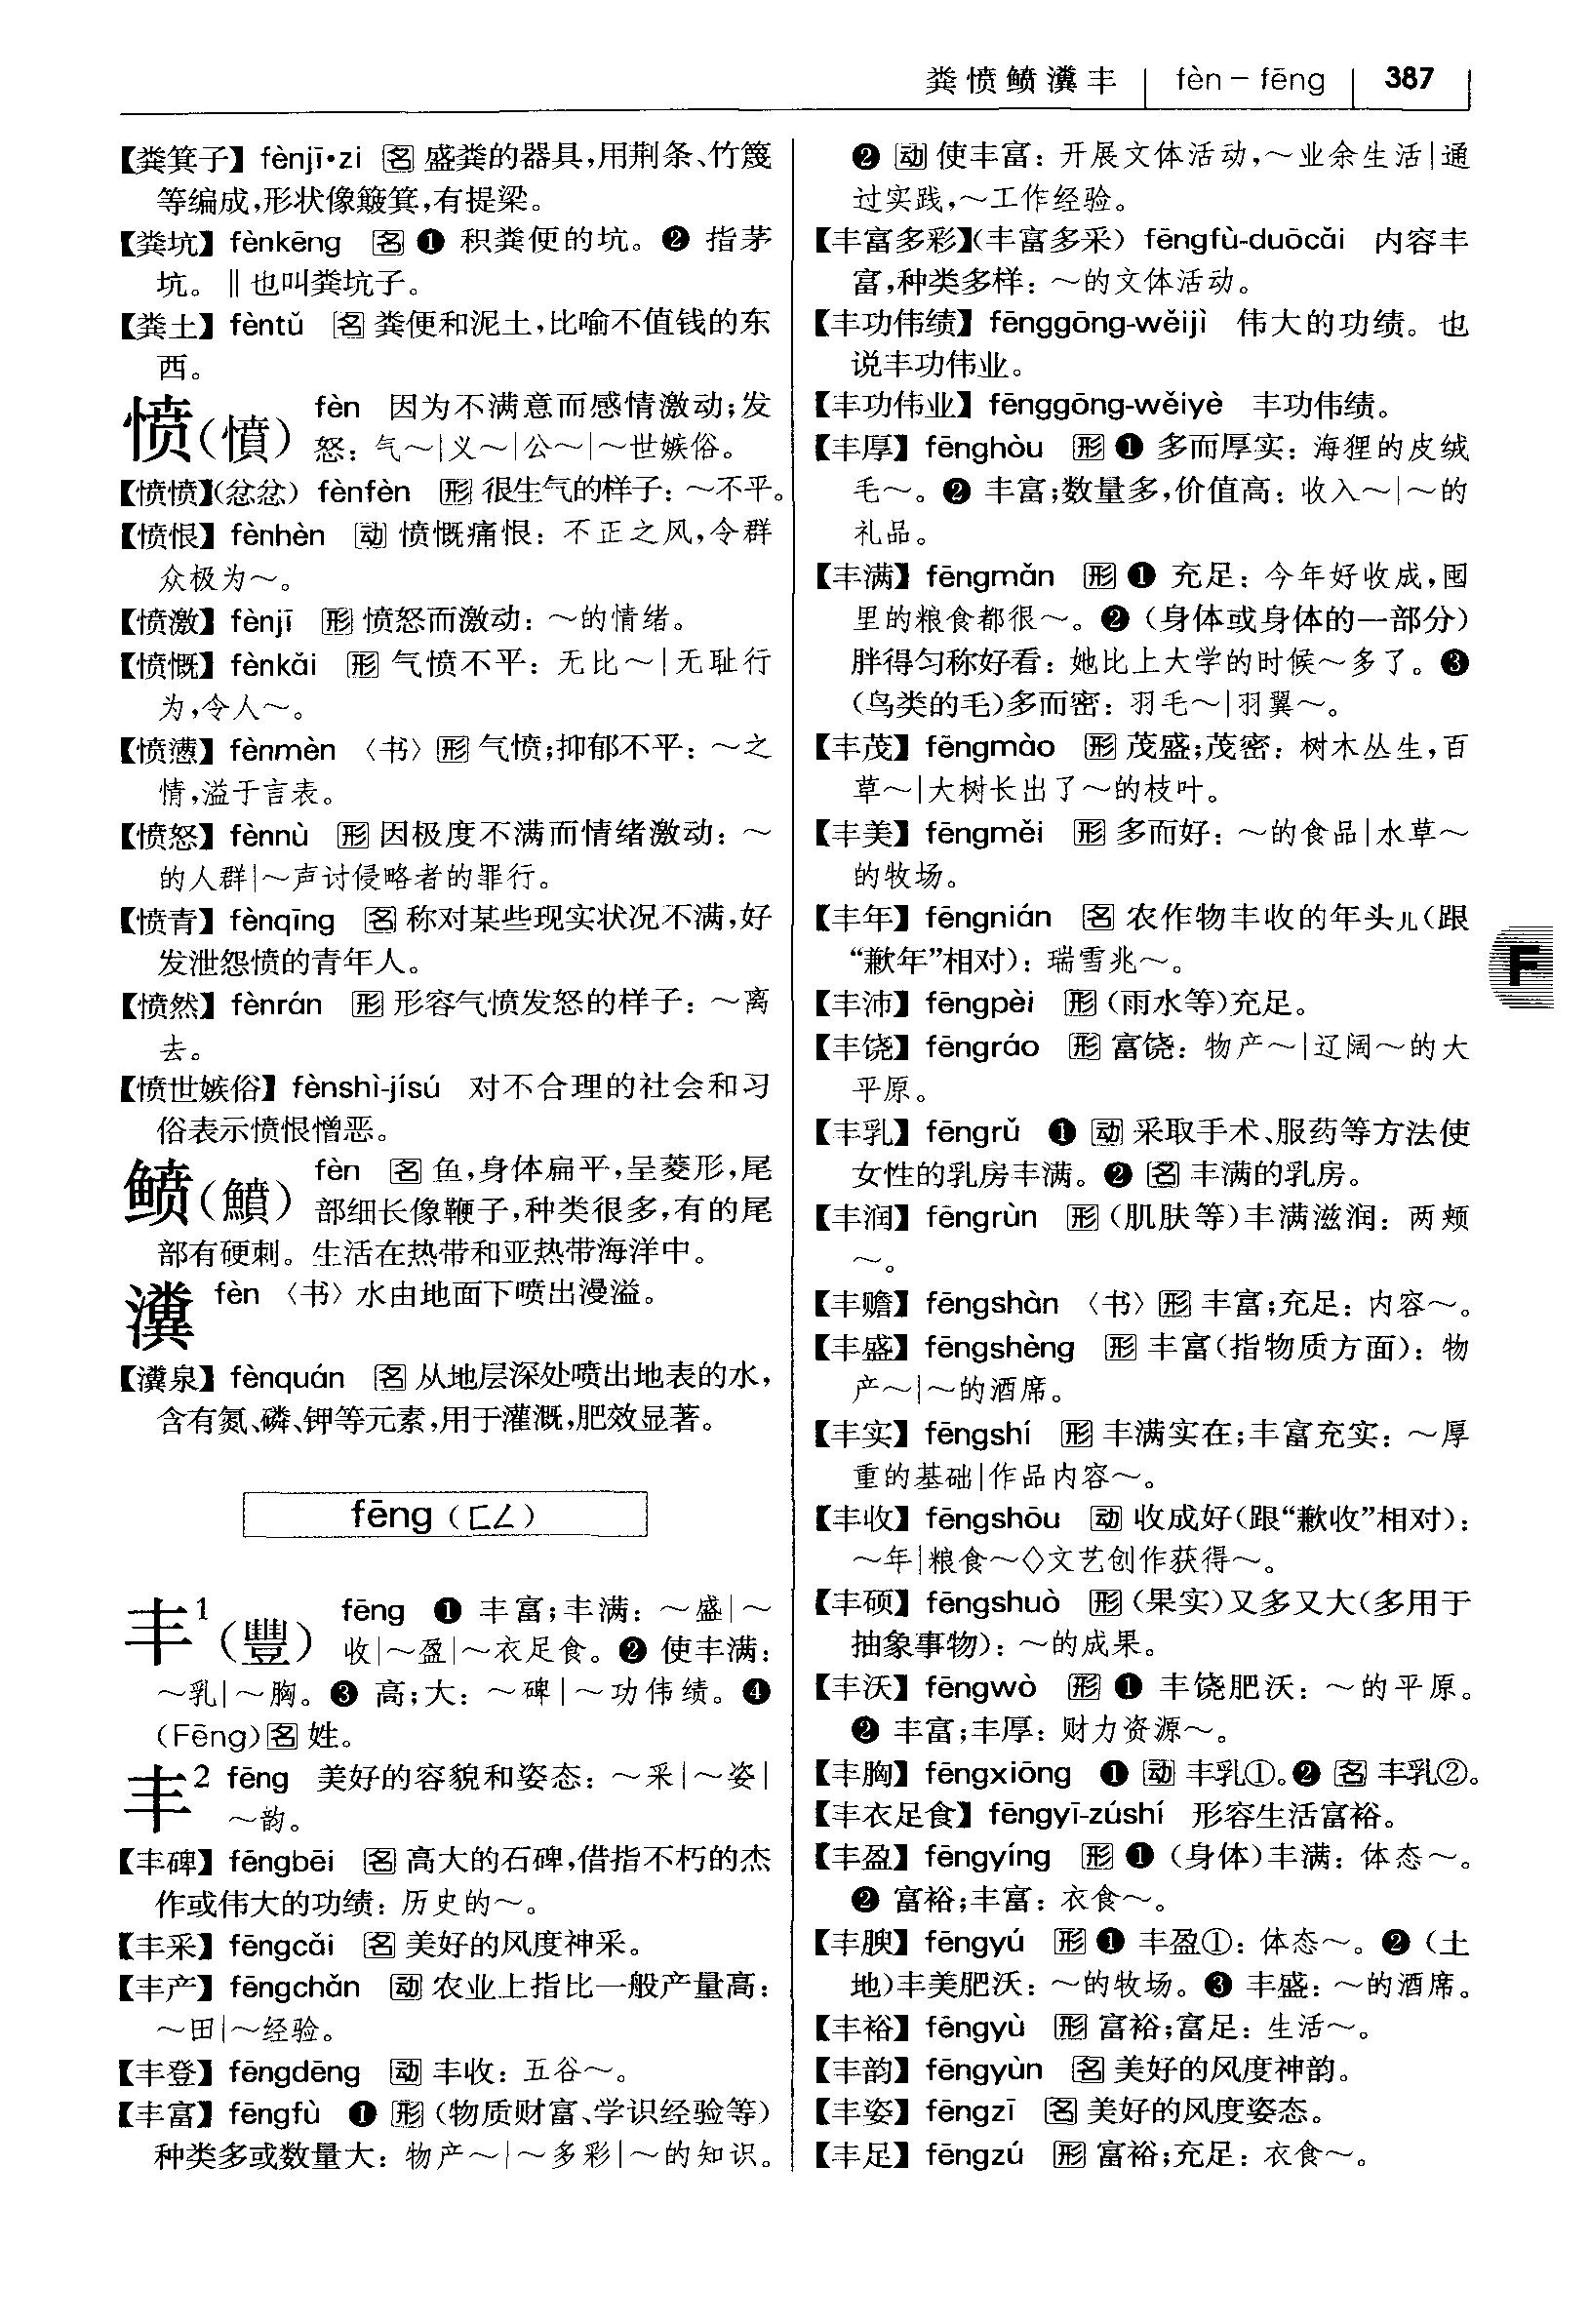 粪愤鲼瀵丰 | fèn－fēng | 387
【粪箕子】fènjī•zi 名 盛粪的器具,用荆条、竹篾
等编成,形状像簸箕,有提梁。
【粪坑】fènkēng 名 ❶ 积粪便的坑。❷ 指茅
坑。‖也叫粪坑子。
【粪土】fèntǔ 名 粪便和泥土,比喻不值钱的东
西。
愤(憤) fèn 因为不满意而感情激动;发
怒:气～|义～|公～|～世嫉俗。
【愤愤】(忿忿) fènfèn 形 很生气的样子:～不平。
【愤恨】fènhèn 动 愤慨痛恨:不正之风,令群
众极为～。
【愤激】fènjī 形 愤怒而激动:～的情绪。
【愤慨】fènkǎi 形 气愤不平:无比～|无耻行
为,令人～。
【愤懑】fènmèn 〈书〉形 气愤;抑郁不平:～之
情,溢于言表。
【愤怒】fènnù 形 因极度不满而情绪激动:～
的人群|～声讨侵略者的罪行。
【愤青】fènqīng 名 称对某些现实状况不满,好
发泄怨愤的青年人。
【愤然】fènrán 形 形容气愤发怒的样子:～离
去。
【愤世嫉俗】fènshì-jísú 对不合理的社会和习
俗表示愤恨憎恶。
鲼(鱝) fèn 名 鱼,身体扁平,呈菱形,尾
部细长像鞭子,种类很多,有的尾
部有硬刺。生活在热带和亚热带海洋中。
瀵 fèn 〈书〉水由地面下喷出漫溢。
【瀵泉】fènquán 名 从地层深处喷出地表的水,
含有氮、磷、钾等元素,用于灌溉,肥效显著。
fēng (ㄈㄥ)
丰1(豐) fēng ❶ 丰富;丰满:～盛|～
收|～盈|～衣足食。❷ 使丰满:
～乳|～胸。❸ 高;大:～碑|～功伟绩。❹
(Fēng)名 姓。
丰2 fēng 美好的容貌和姿态:～采|～姿|
～韵。
【丰碑】fēngbēi 名 高大的石碑,借指不朽的杰
作或伟大的功绩:历史的～。
【丰采】fēngcǎi 名 美好的风度神采。
【丰产】fēngchǎn 动 农业上指比一般产量高:
～田|～经验。
【丰登】fēngdēng 动 丰收:五谷～。
【丰富】fēngfù ❶ 形 (物质财富、学识经验等)
种类多或数量大:物产～|～多彩|～的知识。
❷ 动 使丰富:开展文体活动,～业余生活|通
过实践,～工作经验。
【丰富多彩】(丰富多采) fēngfù-duōcǎi 内容丰
富,种类多样:～的文体活动。
【丰功伟绩】fēnggōng-wěijì 伟大的功绩。也
说丰功伟业。
【丰功伟业】fēnggōng-wěiyè 丰功伟绩。
【丰厚】fēnghòu 形 ❶ 多而厚实:海狸的皮绒
毛～。❷ 丰富;数量多,价值高:收入～|～的
礼品。
【丰满】fēngmǎn 形 ❶ 充足:今年好收成,囤
里的粮食都很～。❷ (身体或身体的一部分)
胖得匀称好看:她比上大学的时候～多了。❸
(鸟类的毛)多而密:羽毛～|羽翼～。
【丰茂】fēngmào 形 茂盛;茂密:树木丛生,百
草～|大树长出了～的枝叶。
【丰美】fēngměi 形 多而好:～的食品|水草～
的牧场。
【丰年】fēngnián 名 农作物丰收的年头儿(跟
“歉年”相对):瑞雪兆～。
【丰沛】fēngpèi 形 (雨水等)充足。
【丰饶】fēngráo 形 富饶:物产～|辽阔～的大
平原。
【丰乳】fēngrǔ ❶ 动 采取手术、服药等方法使
女性的乳房丰满。❷ 名 丰满的乳房。
【丰润】fēngrùn 形 (肌肤等)丰满滋润:两颊
～。
【丰赡】fēngshàn 〈书〉形 丰富;充足:内容～。
【丰盛】fēngshèng 形 丰富(指物质方面):物
产～|～的酒席。
【丰实】fēngshí 形 丰满实在;丰富充实:～厚
重的基础|作品内容～。
【丰收】fēngshōu 动 收成好(跟“歉收”相对):
～年|粮食～◇文艺创作获得～。
【丰硕】fēngshuò 形 (果实)又多又大(多用于
抽象事物):～的成果。
【丰沃】fēngwò 形 ❶ 丰饶肥沃:～的平原。
❷ 丰富;丰厚:财力资源～。
【丰胸】fēngxiōng ❶ 动 丰乳①。❷ 名 丰乳②。
【丰衣足食】fēngyī-zúshí 形容生活富裕。
【丰盈】fēngyíng 形 ❶ (身体)丰满:体态～。
❷ 富裕;丰富:衣食～。
【丰腴】fēngyú 形 ❶ 丰盈①:体态～。❷ (土
地)丰美肥沃:～的牧场。❸ 丰盛:～的酒席。
【丰裕】fēngyù 形 富裕;富足:生活～。
【丰韵】fēngyùn 名 美好的风度神韵。
【丰姿】fēngzī 名 美好的风度姿态。
【丰足】fēngzú 形 富裕;充足:衣食～。
F